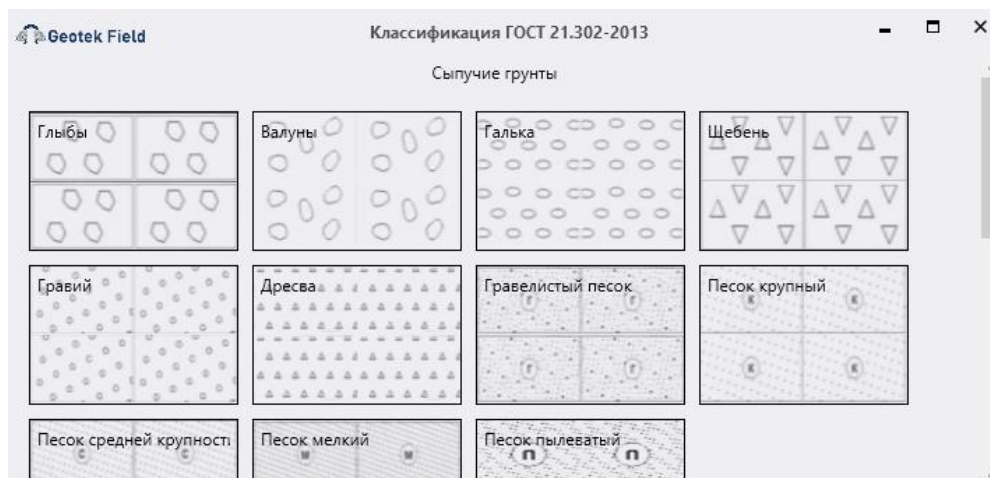 Geotek Field
Классификация ГОСТ 21.302-2013
Сыпучие грунты
Глыбы
Валуны
Галька
Щебень
Гравий
Дресва
Гравелистый песок
Г Г
Г Г
Песок крупный
К К
К К
Песок средней крупности
С С
Песок мелкий
М М
Песок пылеватый
П П